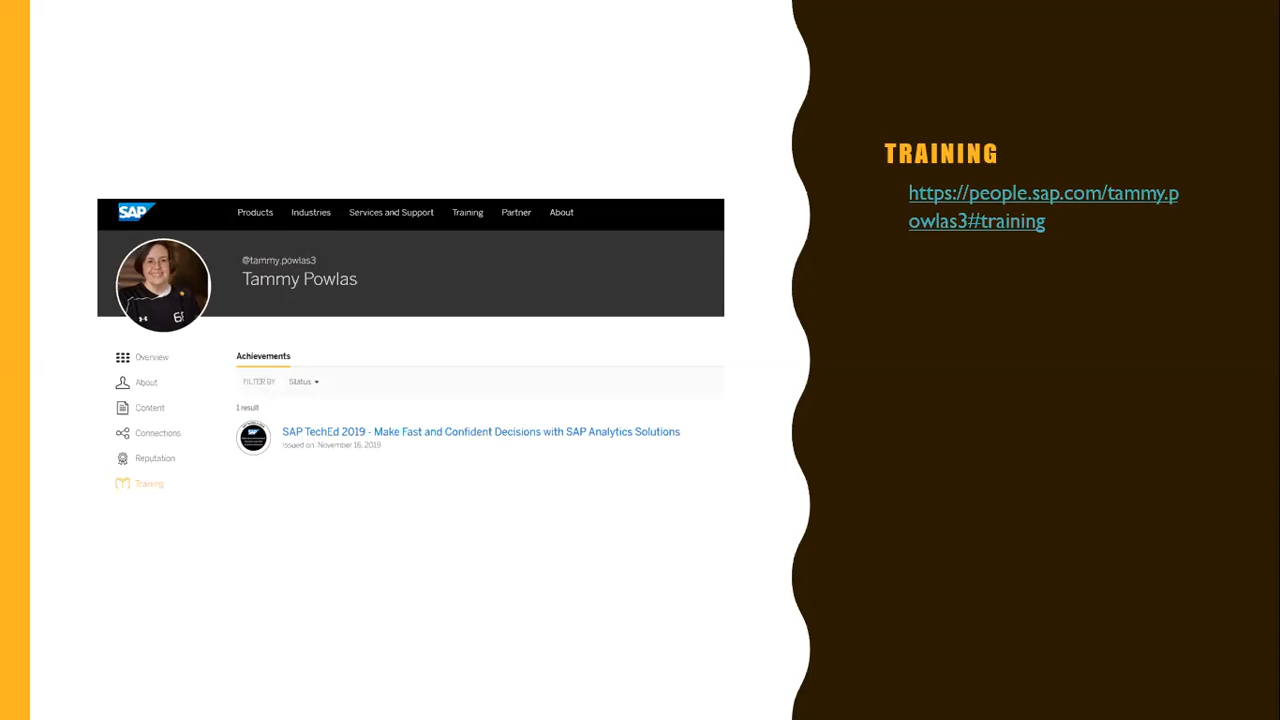 SAP
Products Industries Services and Support Training Partner About
@tammy.powlas3
Tammy Powlas
Overview
About
Content
Connections
Reputation
Training
Achievements
FILTER BY Status
1 result
SAP TechEd 2019 - Make Fast and Confident Decisions with SAP Analytics Solutions
Issued on: November 16, 2019
TRAINING
https://people.sap.com/tammy.p
owlas3#training